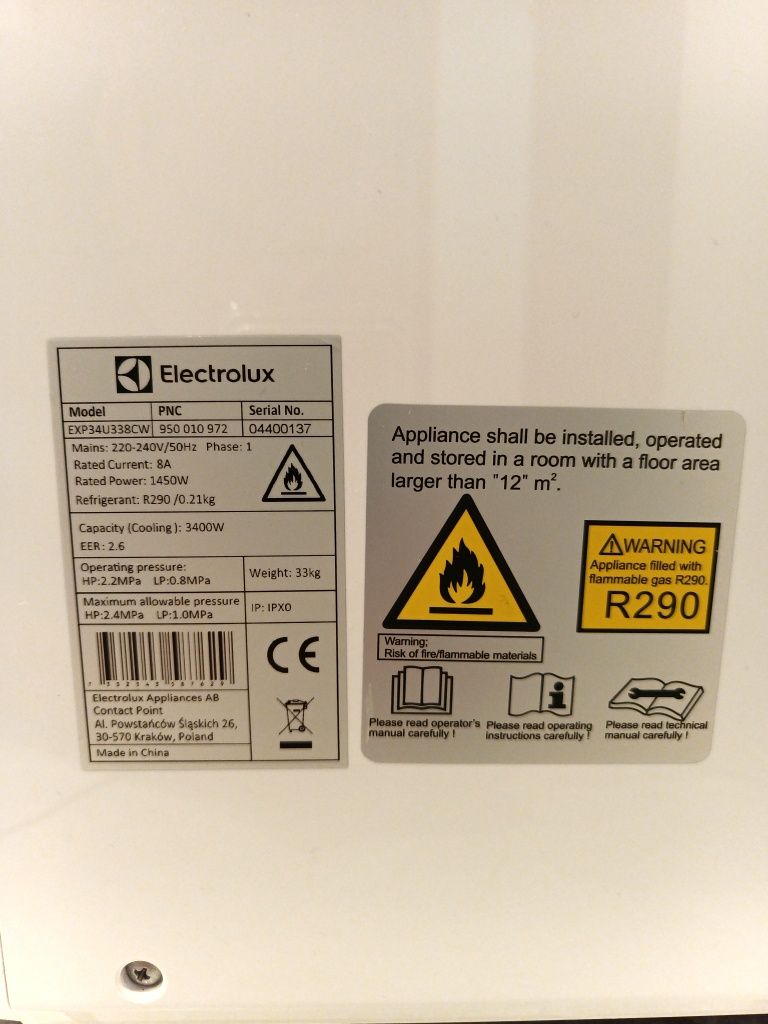 Electrolux
Model PNC Serial No.
EXP34U338CW 950 010 972 04400137
Mains: 220-240V/50Hz Phase: 1
Rated Current: 8A
Rated Power: 1450W
Refrigerant: R290 /0.21kg
Capacity (Cooling): 3400W
EER: 2.6
Operating pressure:
HP:2.2MPa LP:0.8MPa
Weight: 33kg
Maximum allowable pressure
HP:2.4MPa LP:1.0MPa
IP: IPX0
7 332543 587629
CE
Electrolux Appliances AB
Contact Point
Al. Powstańców Śląskich 26,
30-570 Kraków, Poland
Made in China
Appliance shall be installed, operated
and stored in a room with a floor area
larger than "12" m².
WARNING
Appliance filled with
flammable gas R290.
R290
Warning;
Risk of fire/flammable materials
Please read operator's
manual carefully !
Please read operating
instructions carefully !
Please read technical
manual carefully !